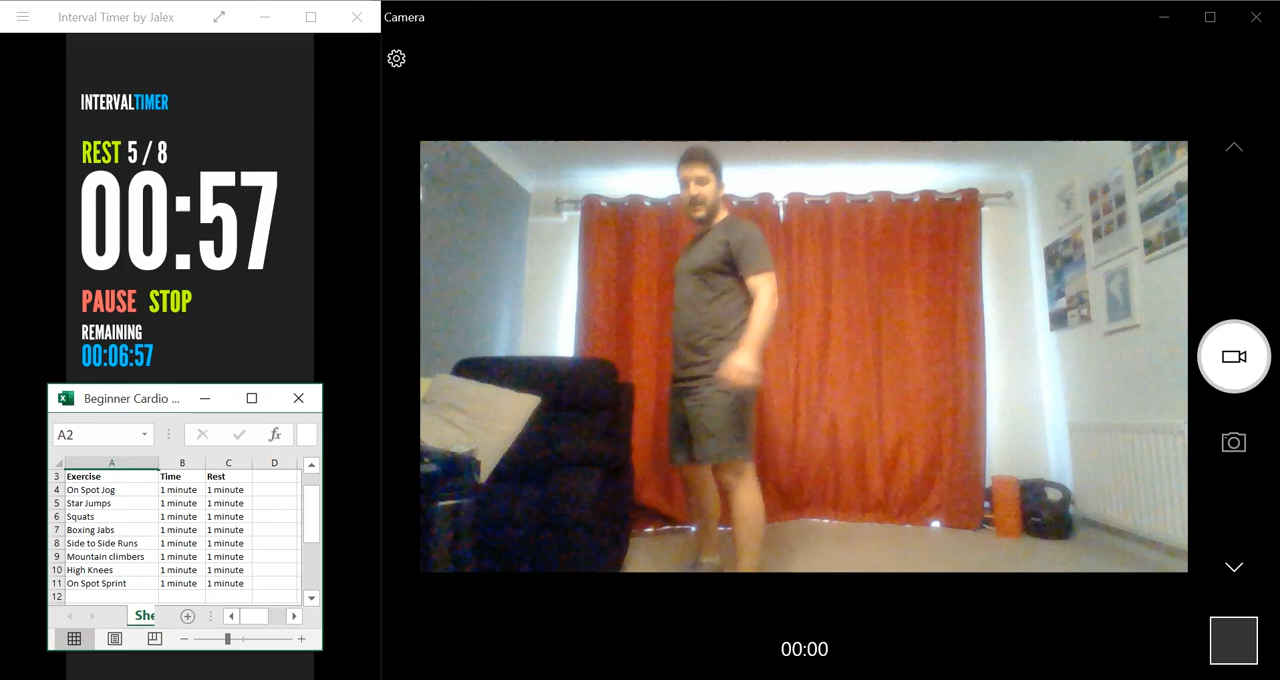 Interval Timer by Jalex
Camera
INTERVALTIMER
REST 5 / 8
00:57
PAUSE STOP
REMAINING
00:06:57
Beginner Cardio ...
A2
fx
A B C D
3 Exercise Time Rest
4 On Spot Jog 1 minute 1 minute
5 Star Jumps 1 minute 1 minute
6 Squats 1 minute 1 minute
7 Boxing Jabs 1 minute 1 minute
8 Side to Side Runs 1 minute 1 minute
9 Mountain climbers 1 minute 1 minute
10 High Knees 1 minute 1 minute
11 On Spot Sprint 1 minute 1 minute
12
She
00:00